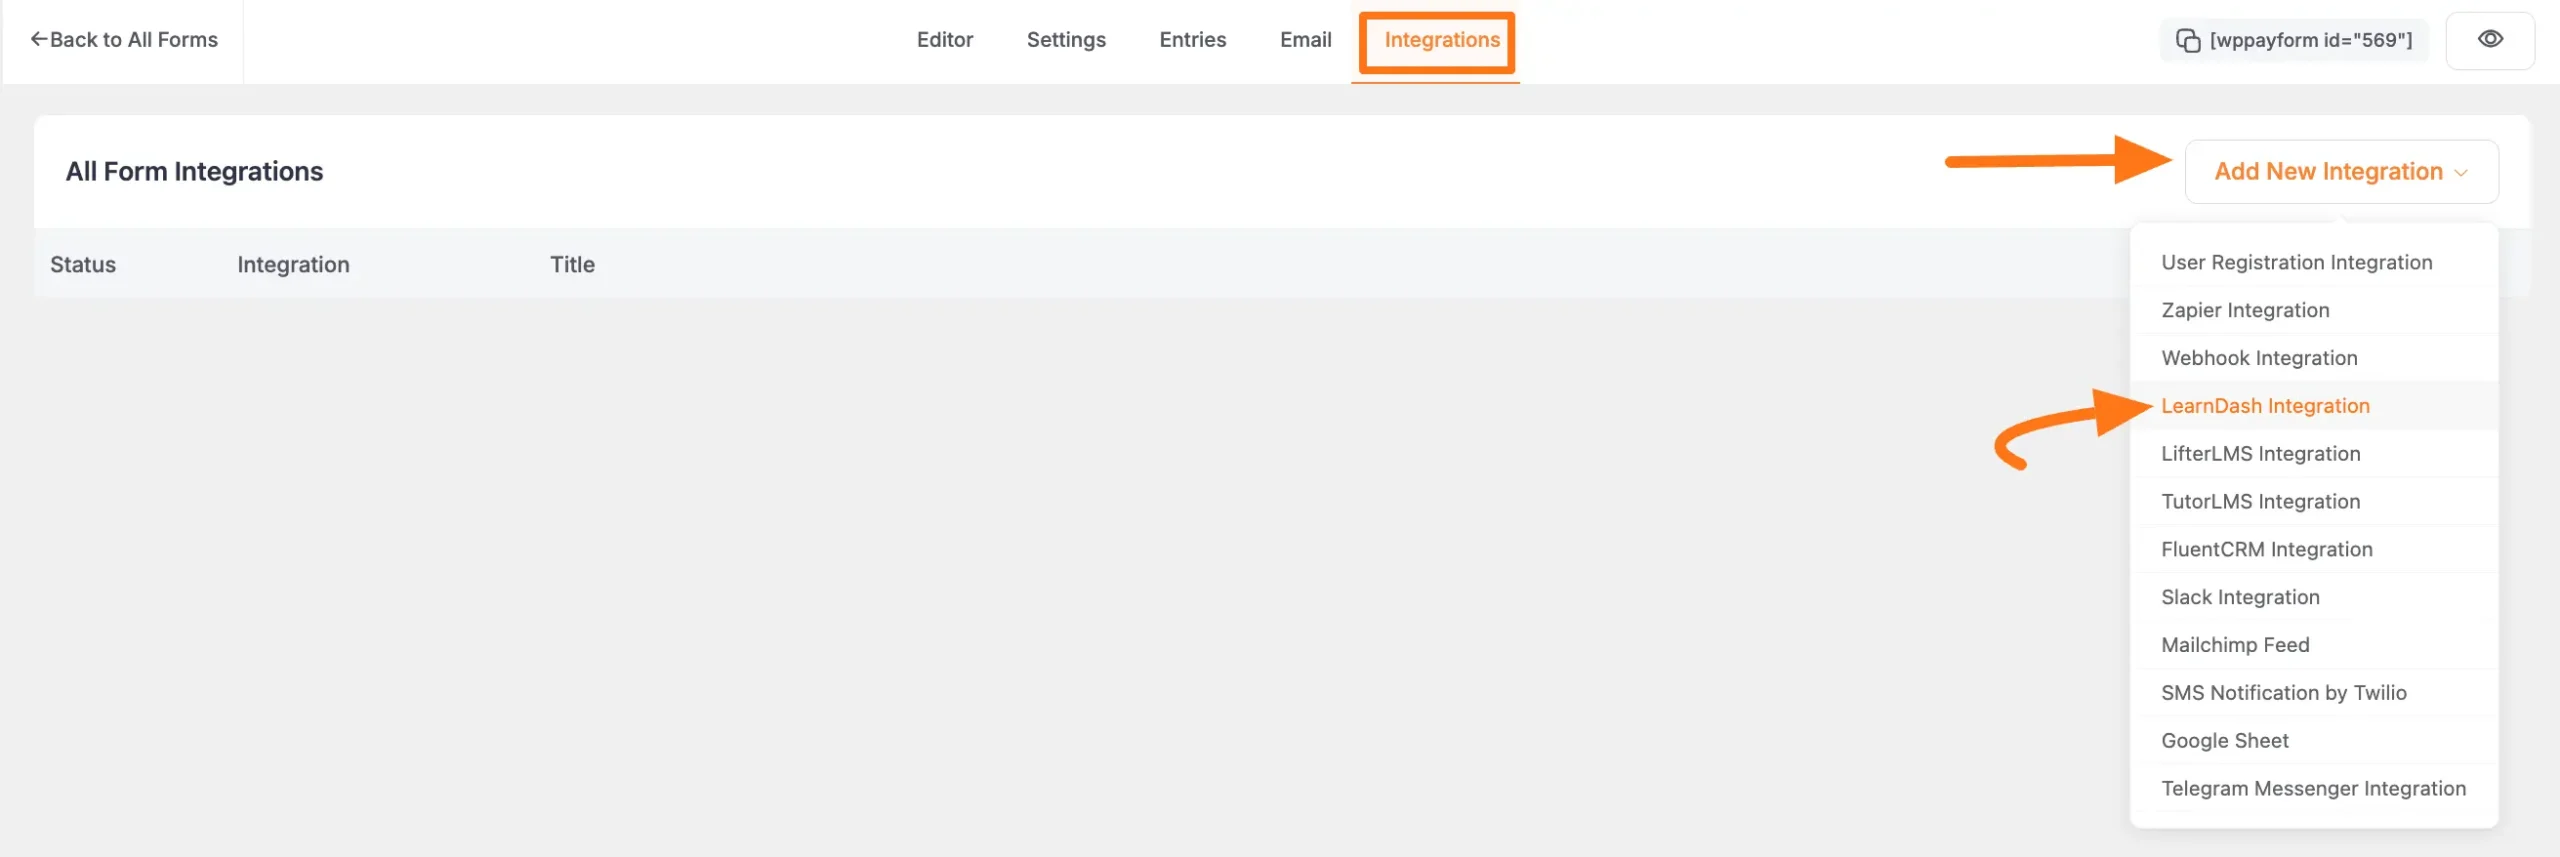 ←Back to All Forms
Editor Settings Entries Email Integrations
[wppayform id="569"]
All Form Integrations
Add New Integration
Status Integration Title
User Registration Integration
Zapier Integration
Webhook Integration
LearnDash Integration
LifterLMS Integration
TutorLMS Integration
FluentCRM Integration
Slack Integration
Mailchimp Feed
SMS Notification by Twilio
Google Sheet
Telegram Messenger Integration